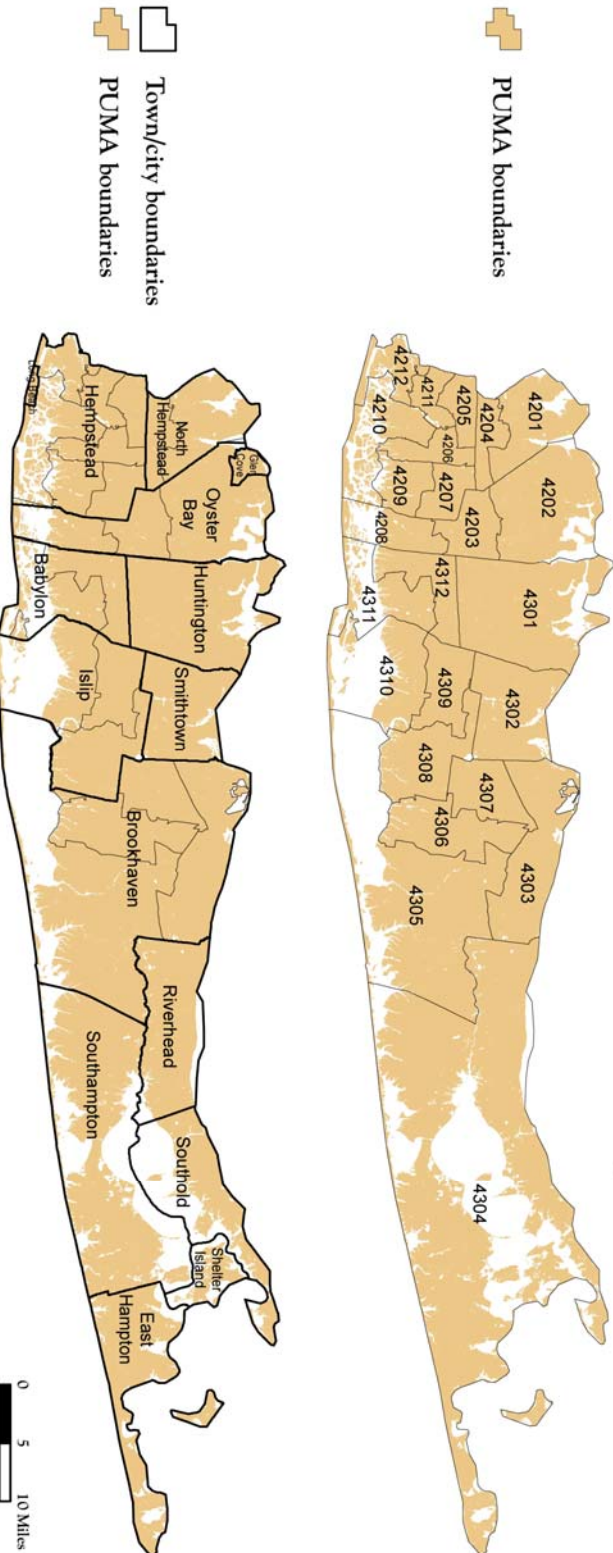 PUMA boundaries
4201
4202
4204
4203
4205
4211
4206
4207
4212
4210
4209
4208
4301
4312
4311
4302
4309
4310
4307
4308
4306
4303
4305
4304
Town/city boundaries
PUMA boundaries
Glen
Cove
North
Hempstead
Oyster
Bay
Hempstead
Long Beach
Huntington
Babylon
Smithtown
Islip
Brookhaven
Riverhead
Southampton
Southold
Shelter
Island
East
Hampton
0 5 10 Miles